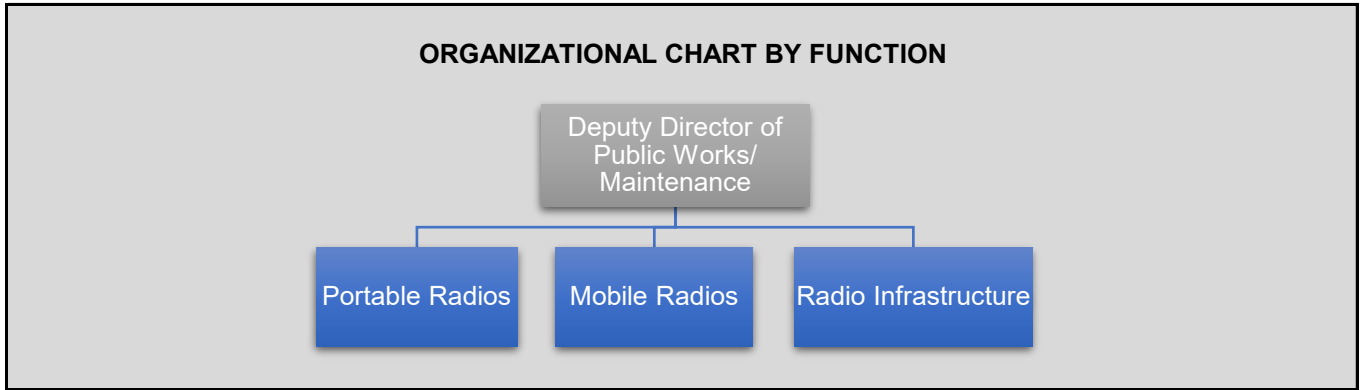 ORGANIZATIONAL CHART BY FUNCTION
Deputy Director of
Public Works/
Maintenance
Portable Radios
Mobile Radios
Radio Infrastructure